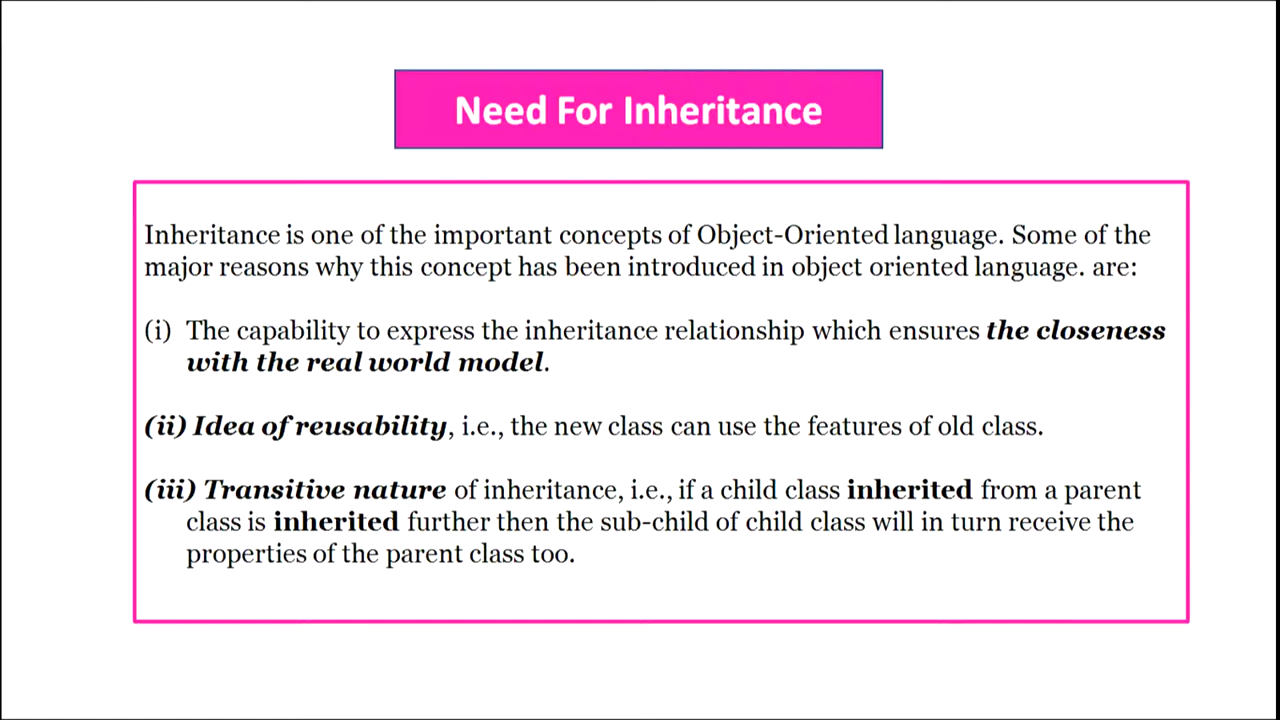 Need For Inheritance
Inheritance is one of the important concepts of Object-Oriented language. Some of the
major reasons why this concept has been introduced in object oriented language. are:
(i) The capability to express the inheritance relationship which ensures the closeness
with the real world model.
(ii) Idea of reusability, i.e., the new class can use the features of old class.
(iii) Transitive nature of inheritance, i.e., if a child class inherited from a parent
class is inherited further then the sub-child of child class will in turn receive the
properties of the parent class too.